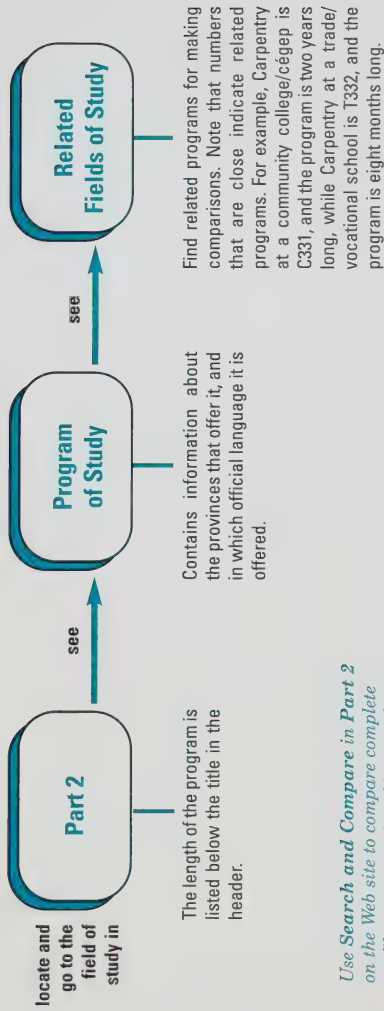 locate and
go to the
field of
study in
Part 2
see
Program
of Study
see
Related
Fields of Study
The length of the program is
listed below the title in the
header.
Contains information about
the provinces that offer it, and
in which official language it is
offered.
Find related programs for making
comparisons. Note that numbers
that are close indicate related
programs. For example, Carpentry
at a community college/cégep is
C331, and the program is two years
long, while Carpentry at a trade/
vocational school is T332, and the
program is eight months long.
Use Search and Compare in Part 2
on the Web site to compare complete